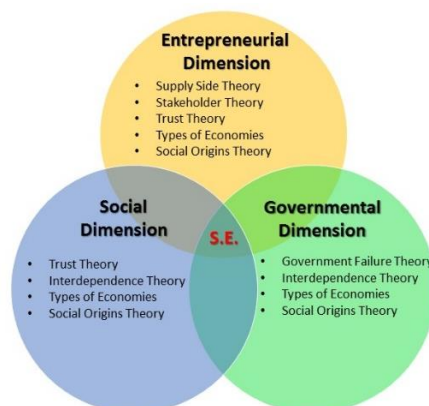 Entrepreneurial
Dimension
• Supply Side Theory
• Stakeholder Theory
• Trust Theory
• Types of Economies
• Social Origins Theory
Social
Dimension
• Trust Theory
• Interdependence Theory
• Types of Economies
• Social Origins Theory
S.E.
Governmental
Dimension
• Government Failure Theory
• Interdependence Theory
• Types of Economies
• Social Origins Theory